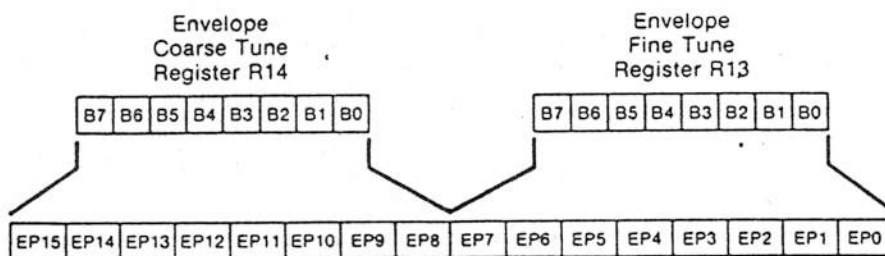 Envelope
Coarse Tune
Register R14
Envelope
Fine Tune
Register R13
B7 B6 B5 B4 B3 B2 B1 B0
B7 B6 B5 B4 B3 B2 B1 B0
EP15 EP14 EP13 EP12 EP11 EP10 EP9 EP8 EP7 EP6 EP5 EP4 EP3 EP2 EP1 EP0